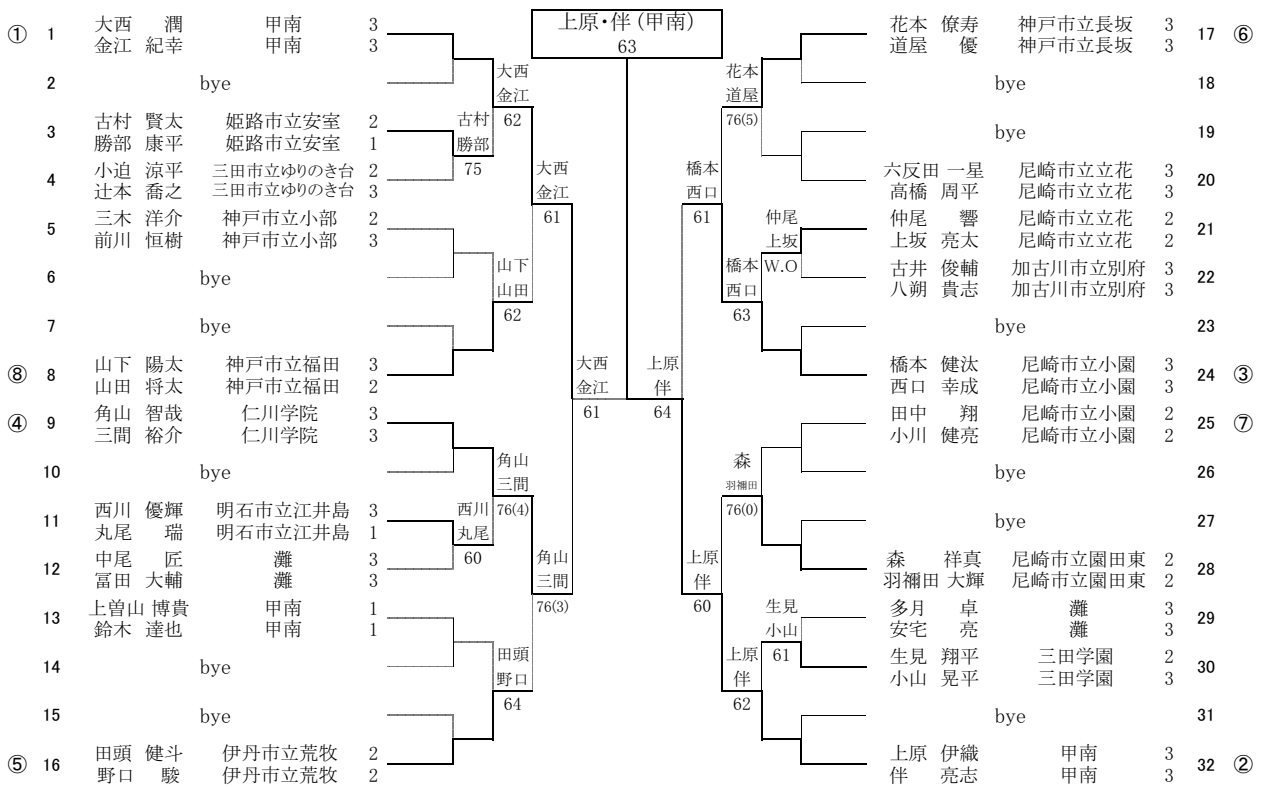 上原・伴 (甲南)
63
① 1 大西 潤 甲南 3
金江 紀幸 甲南 3
2 bye
3 古村 賢太 姫路市立安室 2
勝部 康平 姫路市立安室 1
4 小迫 涼平 三田市立ゆりのき台 2
辻本 喬之 三田市立ゆりのき台 3
5 三木 洋介 神戸市立小部 2
前川 恒樹 神戸市立小部 3
6 bye
7 bye
⑧ 8 山下 陽太 神戸市立福田 3
山田 将太 神戸市立福田 2
④ 9 角山 智哉 仁川学院 3
三間 裕介 仁川学院 3
10 bye
11 西川 優輝 明石市立江井島 3
丸尾 瑞 明石市立江井島 1
12 中尾 匠 灘 3
冨田 大輔 灘 3
13 上曽山 博貴 甲南 1
鈴木 達也 甲南 1
14 bye
15 bye
⑤ 16 田頭 健斗 伊丹市立荒牧 2
野口 駿 伊丹市立荒牧 2
古村
勝部
75
西川
丸尾
60
大西
金江
62
山下
山田
62
角山
三間
76(4)
田頭
野口
64
大西
金江
61
角山
三間
76(3)
大西
金江
61
上原
伴
64
橋本
西口
61
上原
伴
60
花本
道屋
76(5)
橋本
西口
63
森
羽禰田
76(0)
上原
伴
62
仲尾
上坂
W.O
生見
小山
61
花本 僚寿 神戸市立長坂 3 17 ⑥
道屋 優 神戸市立長坂 3
bye 18
bye 19
六反田 一星 尼崎市立立花 3 20
高橋 周平 尼崎市立立花 3
仲尾 響 尼崎市立立花 2 21
上坂 亮太 尼崎市立立花 2
古井 俊輔 加古川市立別府 3 22
八朔 貴志 加古川市立別府 3
bye 23
橋本 健汰 尼崎市立小園 3 24 ③
西口 幸成 尼崎市立小園 3
田中 翔 尼崎市立小園 2 25 ⑦
小川 健亮 尼崎市立小園 2
bye 26
bye 27
森 祥真 尼崎市立園田東 2 28
羽禰田 大輝 尼崎市立園田東 2
多月 卓 灘 3 29
安宅 亮 灘 3
生見 翔平 三田学園 2 30
小山 晃平 三田学園 3
bye 31
上原 伊織 甲南 3 32 ②
伴 亮志 甲南 3